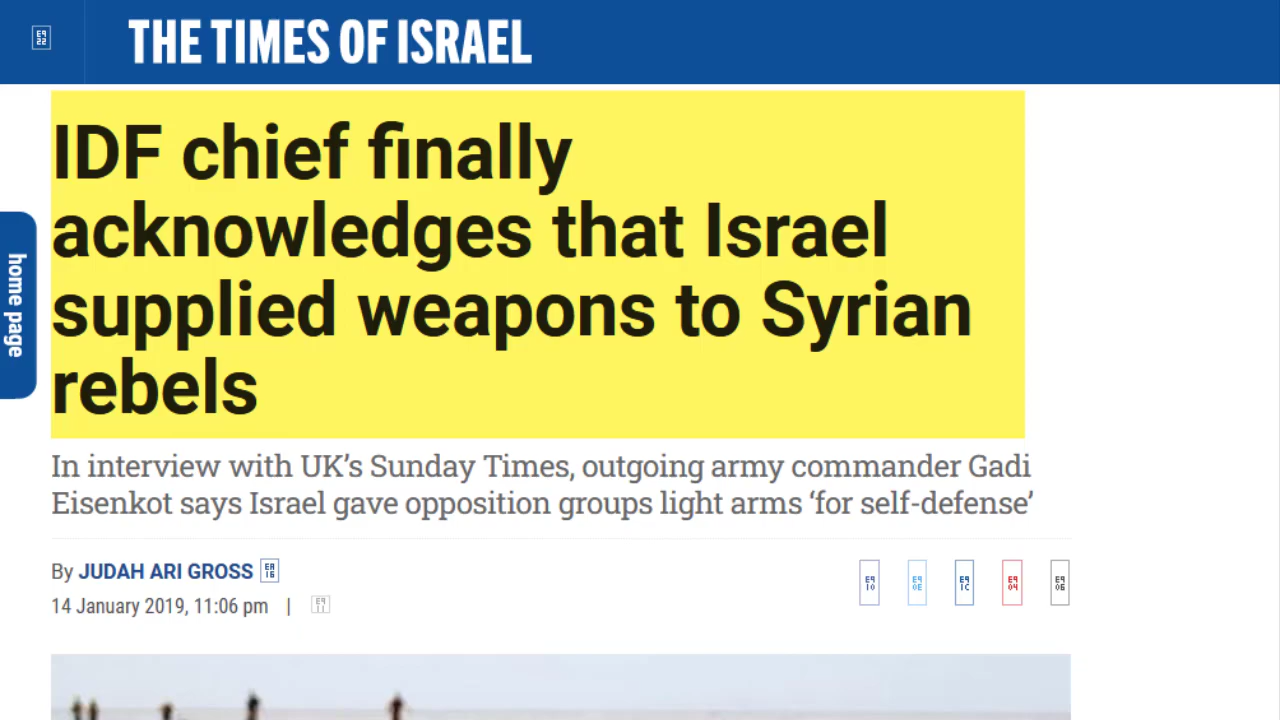 THE TIMES OF ISRAEL
IDF chief finally
acknowledges that Israel
supplied weapons to Syrian
rebels
home page
In interview with UK’s Sunday Times, outgoing army commander Gadi
Eisenkot says Israel gave opposition groups light arms ‘for self-defense’
By JUDAH ARI GROSS
14 January 2019, 11:06 pm |